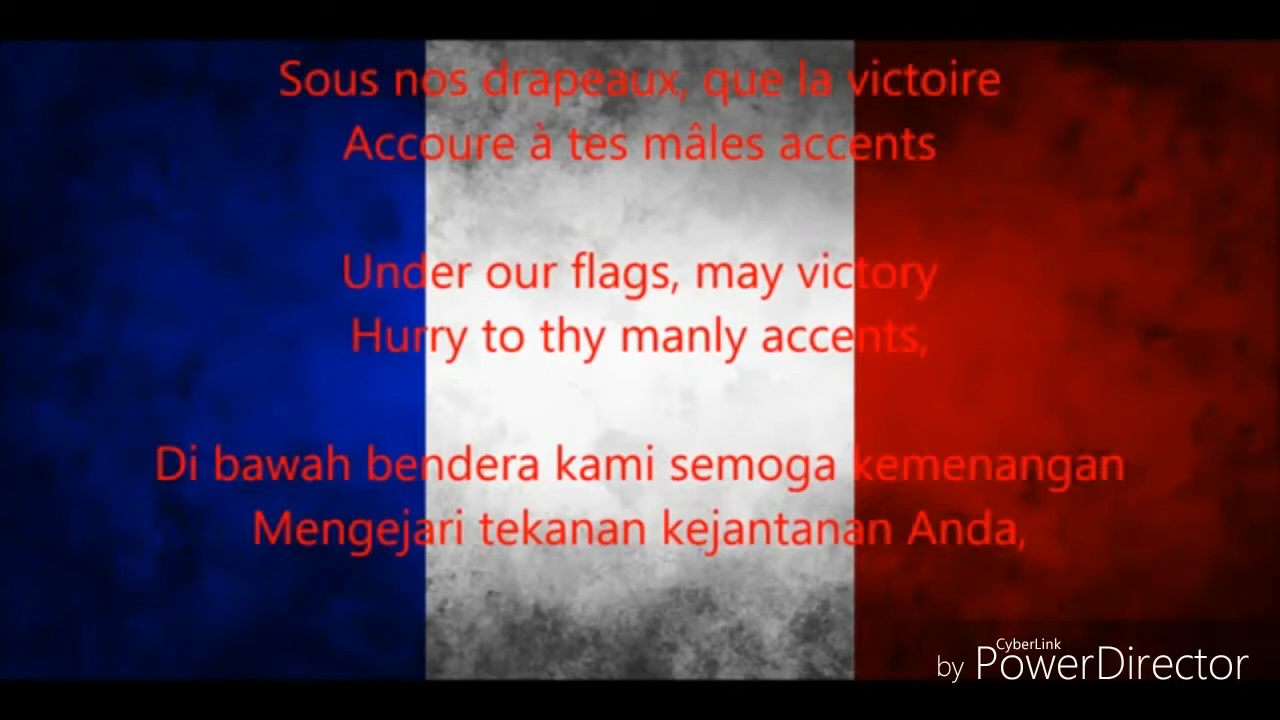 Sous nos drapeaux, que la victoire
Accoure à tes mâles accents
Under our flags, may victory
Hurry to thy manly accents,
Di bawah bendera kami semoga kemenangan
Mengejari tekanan kejantanan Anda,
CyberLink
by PowerDirector